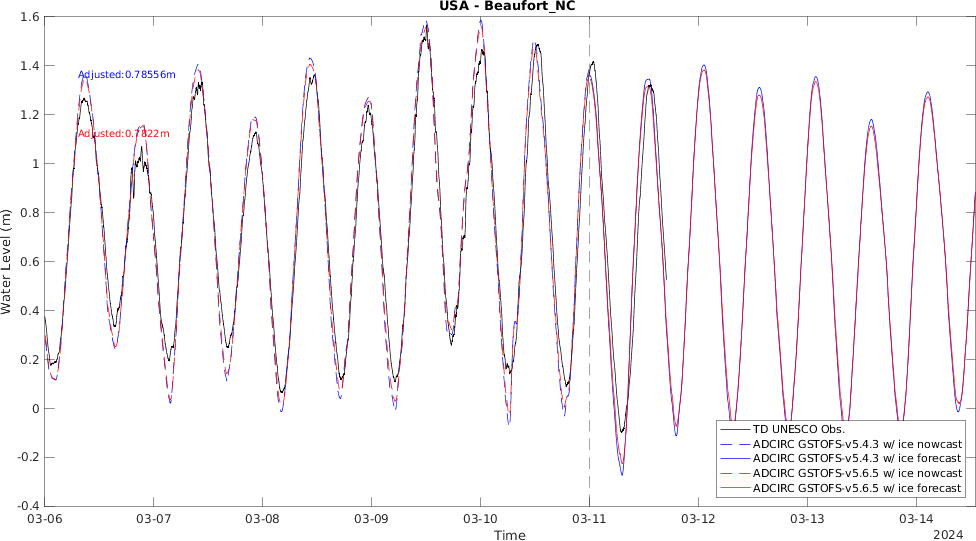 USA - Beaufort_NC
1.6
1.4
1.2
1
0.8
0.6
0.4
0.2
0
-0.2
-0.4
Water Level (m)
Adjusted:0.78556m
Adjusted:0.7822m
TD UNESCO Obs.
ADCIRC GSTOFS-v5.4.3 w/ ice nowcast
ADCIRC GSTOFS-v5.4.3 w/ ice forecast
ADCIRC GSTOFS-v5.6.5 w/ ice nowcast
ADCIRC GSTOFS-v5.6.5 w/ ice forecast
03-06 03-07 03-08 03-09 03-10 03-11 03-12 03-13 03-14
Time
2024